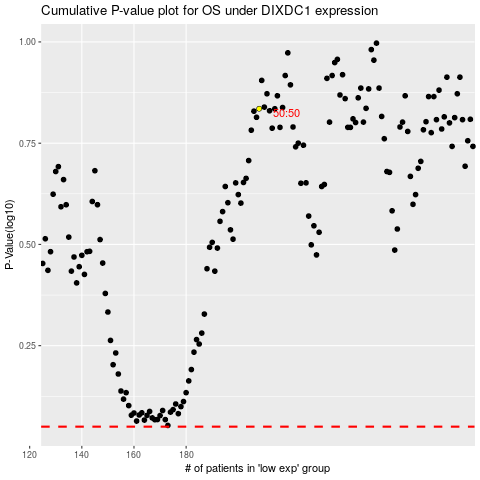 Cumulative P-value plot for OS under DIXDC1 expression
P-Value(log10)
1.00
0.75
0.50
0.25
50:50
120 140 160 180
# of patients in 'low exp' group